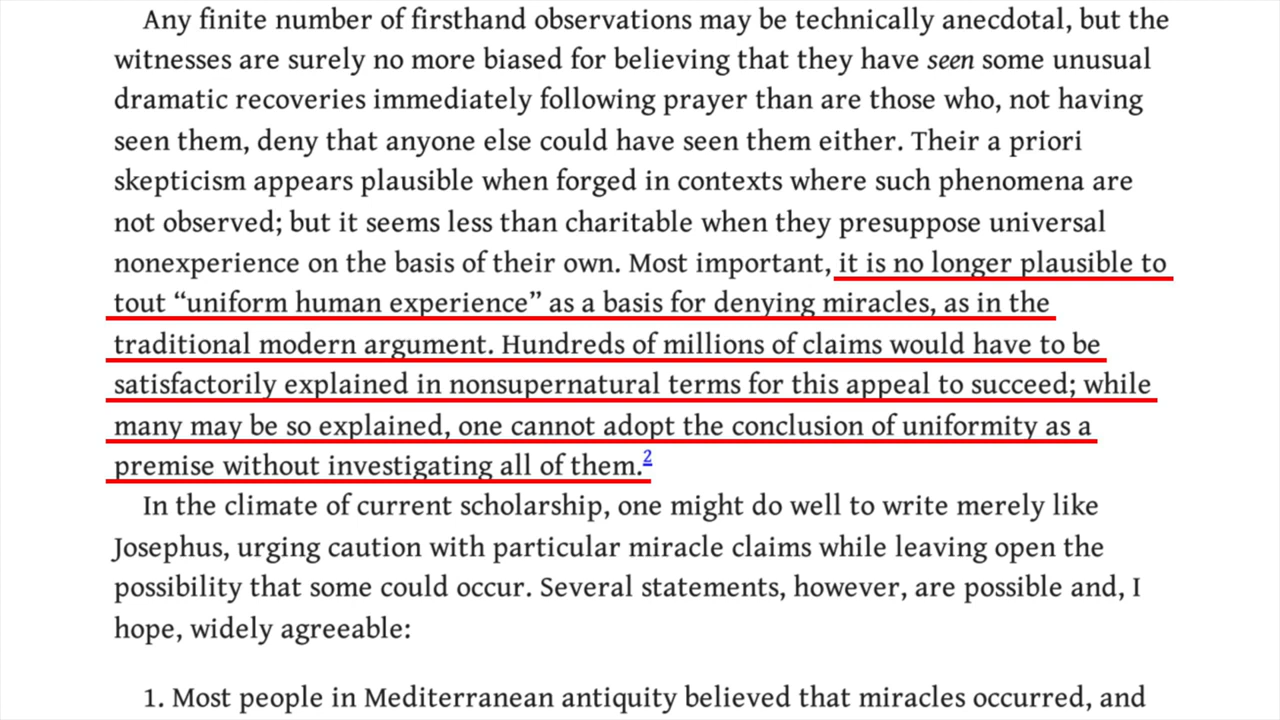 Any finite number of firsthand observations may be technically anecdotal, but the
witnesses are surely no more biased for believing that they have seen some unusual
dramatic recoveries immediately following prayer than are those who, not having
seen them, deny that anyone else could have seen them either. Their a priori
skepticism appears plausible when forged in contexts where such phenomena are
not observed; but it seems less than charitable when they presuppose universal
nonexperience on the basis of their own. Most important, it is no longer plausible to
tout “uniform human experience” as a basis for denying miracles, as in the
traditional modern argument. Hundreds of millions of claims would have to be
satisfactorily explained in nonsupernatural terms for this appeal to succeed; while
many may be so explained, one cannot adopt the conclusion of uniformity as a
premise without investigating all of them.2
In the climate of current scholarship, one might do well to write merely like
Josephus, urging caution with particular miracle claims while leaving open the
possibility that some could occur. Several statements, however, are possible and, I
hope, widely agreeable:
1. Most people in Mediterranean antiquity believed that miracles occurred, and